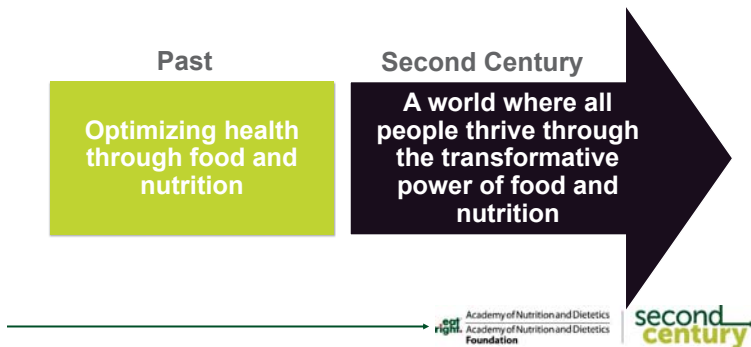 Past
Optimizing health
through food and
nutrition
Second Century
A world where all
people thrive through
the transformative
power of food and
nutrition
eat
right.
Academy of Nutrition and Dietetics
Academy of Nutrition and Dietetics
Foundation
second
century